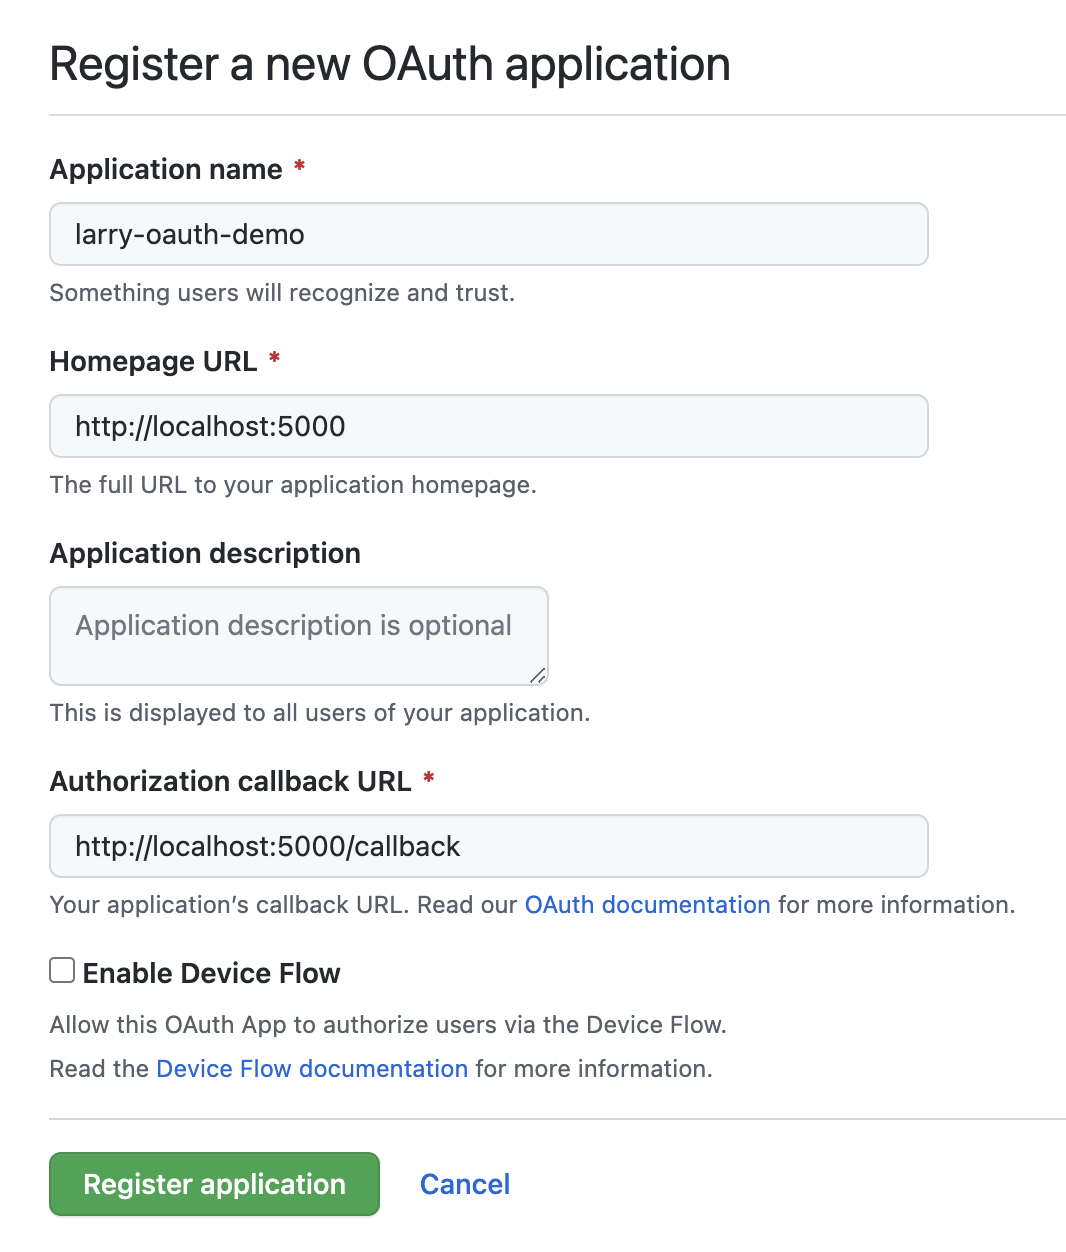 Register a new OAuth application
Application name *
larry-oauth-demo
Something users will recognize and trust.
Homepage URL *
http://localhost:5000
The full URL to your application homepage.
Application description
Application description is optional
This is displayed to all users of your application.
Authorization callback URL *
http://localhost:5000/callback
Your application’s callback URL. Read our OAuth documentation for more information.
Enable Device Flow
Allow this OAuth App to authorize users via the Device Flow.
Read the Device Flow documentation for more information.
Register application Cancel